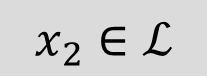 𝑥₂ ∈ ℒ